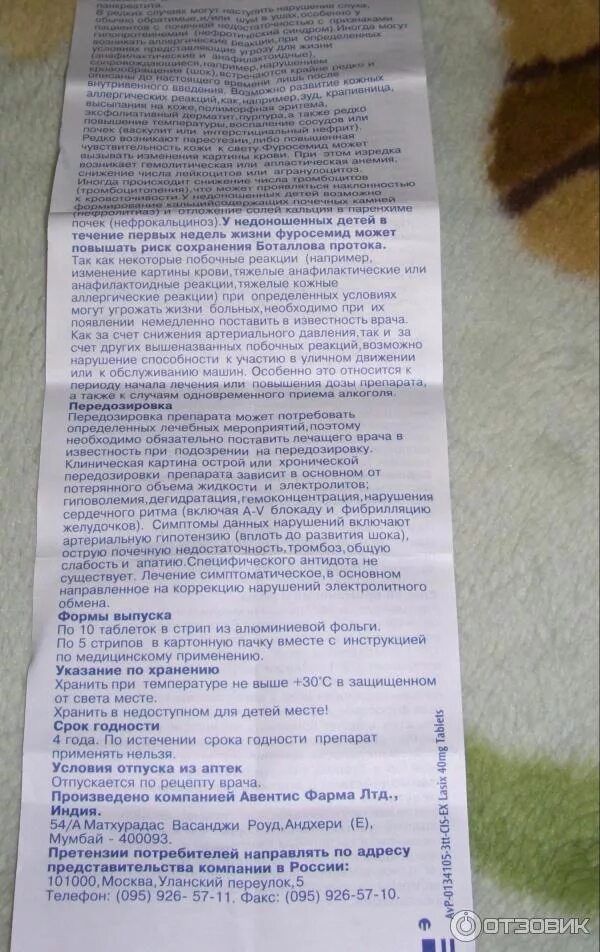 панкреатита.
В редких случаях могут наступить нарушения слуха,
обычно обратимые,и/или шум в ушах,особенно у
пациентов с почечной недостаточностью с признаками
гипопротеинемии (нефротический синдром).Иногда могут
возникать аллергические реакции,при определенных
условиях представляющие угрозу для жизни
(анафилактические и анафилактоидные),
сопровождающиеся,например,нарушением
кровообращения (шок),встречаются крайне редко и
описаны до настоящего времени лишь после
внутривенного введения. Возможно развитие кожных
аллергических реакций,как,например,зуд, крапивница,
высыпания на коже,полиморфная эритема,
эксфолиативный дерматит,пурпура,а также редко
повышение температуры,воспаление сосудов или
почек (васкулит или интерстициальный нефрит).
Редко возникают парестезии,либо повышенная
чувствительность кожи к свету.Фуросемид может
вызывать изменения картины крови. При этом изредка
возникает гемолитическая или апластическая анемия,
снижение числа лейкоцитов или агранулоцитоз.
Иногда происходит снижение числа тромбоцитов
(тромбоцитопения),что может проявляться наклонностью
к кровоточивости.У недоношенных детей возможно
формирование кальцийсодержащих почечных камней
(нефролитиаз) и отложение солей кальция в паренхиме
почек (нефрокальциноз).У недоношенных детей в
течение первых недель жизни фуросемид может
повышать риск сохранения Боталлова протока.
Так как некоторые побочные реакции (например,
изменение картины крови,тяжелые анафилактические или
анафилактоидные реакции,тяжелые кожные
аллергические реакции) при определенных условиях
могут угрожать жизни больных,необходимо при их
появлении немедленно поставить в известность врача.
Как за счет снижения артериального давления,так и за
счет других вышеназванных побочных реакций,возможно
нарушение способности к участию в уличном движении
или к обслуживанию машин. Особенно это относится к
периоду начала лечения или повышения дозы препарата,
а также к случаям одновременного приема алкоголя.
Передозировка
Передозировка препарата может потребовать
определенных лечебных мероприятий,поэтому
необходимо обязательно поставить лечащего врача в
известность при подозрении на передозировку.
Клиническая картина острой или хронической
передозировки препарата зависит в основном от
потерянного объема жидкости и электролитов;
гиповолемия,дегидратация,гемоконцентрация,нарушения
сердечного ритма (включая A-V блокаду и фибрилляцию
желудочков). Симптомы данных нарушений включают
артериальную гипотензию (вплоть до развития шока),
острую почечную недостаточность,тромбоз,общую
слабость и апатию.Специфического антидота не
существует. Лечение симптоматическое,в основном
направленное на коррекцию нарушений электролитного
обмена.
Формы выпуска
По 10 таблеток в стрип из алюминиевой фольги.
По 5 стрипов в картонную пачку вместе с инструкцией
по медицинскому применению.
Указание по хранению
Хранить при температуре не выше +30°С в защищенном
от света месте.
Хранить в недоступном для детей месте!
Срок годности
4 года. По истечении срока годности препарат
применять нельзя.
Условия отпуска из аптек
Отпускается по рецепту врача.
Произведено компанией Авентис Фарма Лтд.,
Индия.
54/А Матхурадас Васанджи Роуд,Андхери (Е),
Мумбай - 400093.
Претензии потребителей направлять по адресу
представительства компании в России:
101000,Москва,Уланский переулок,5
Телефон: (095) 926- 57-11. Факс: (095) 926-57-10.
AvP-0134105-3tt-CIS-EX Lasix 40mg Tablets
ОТЗОВИК